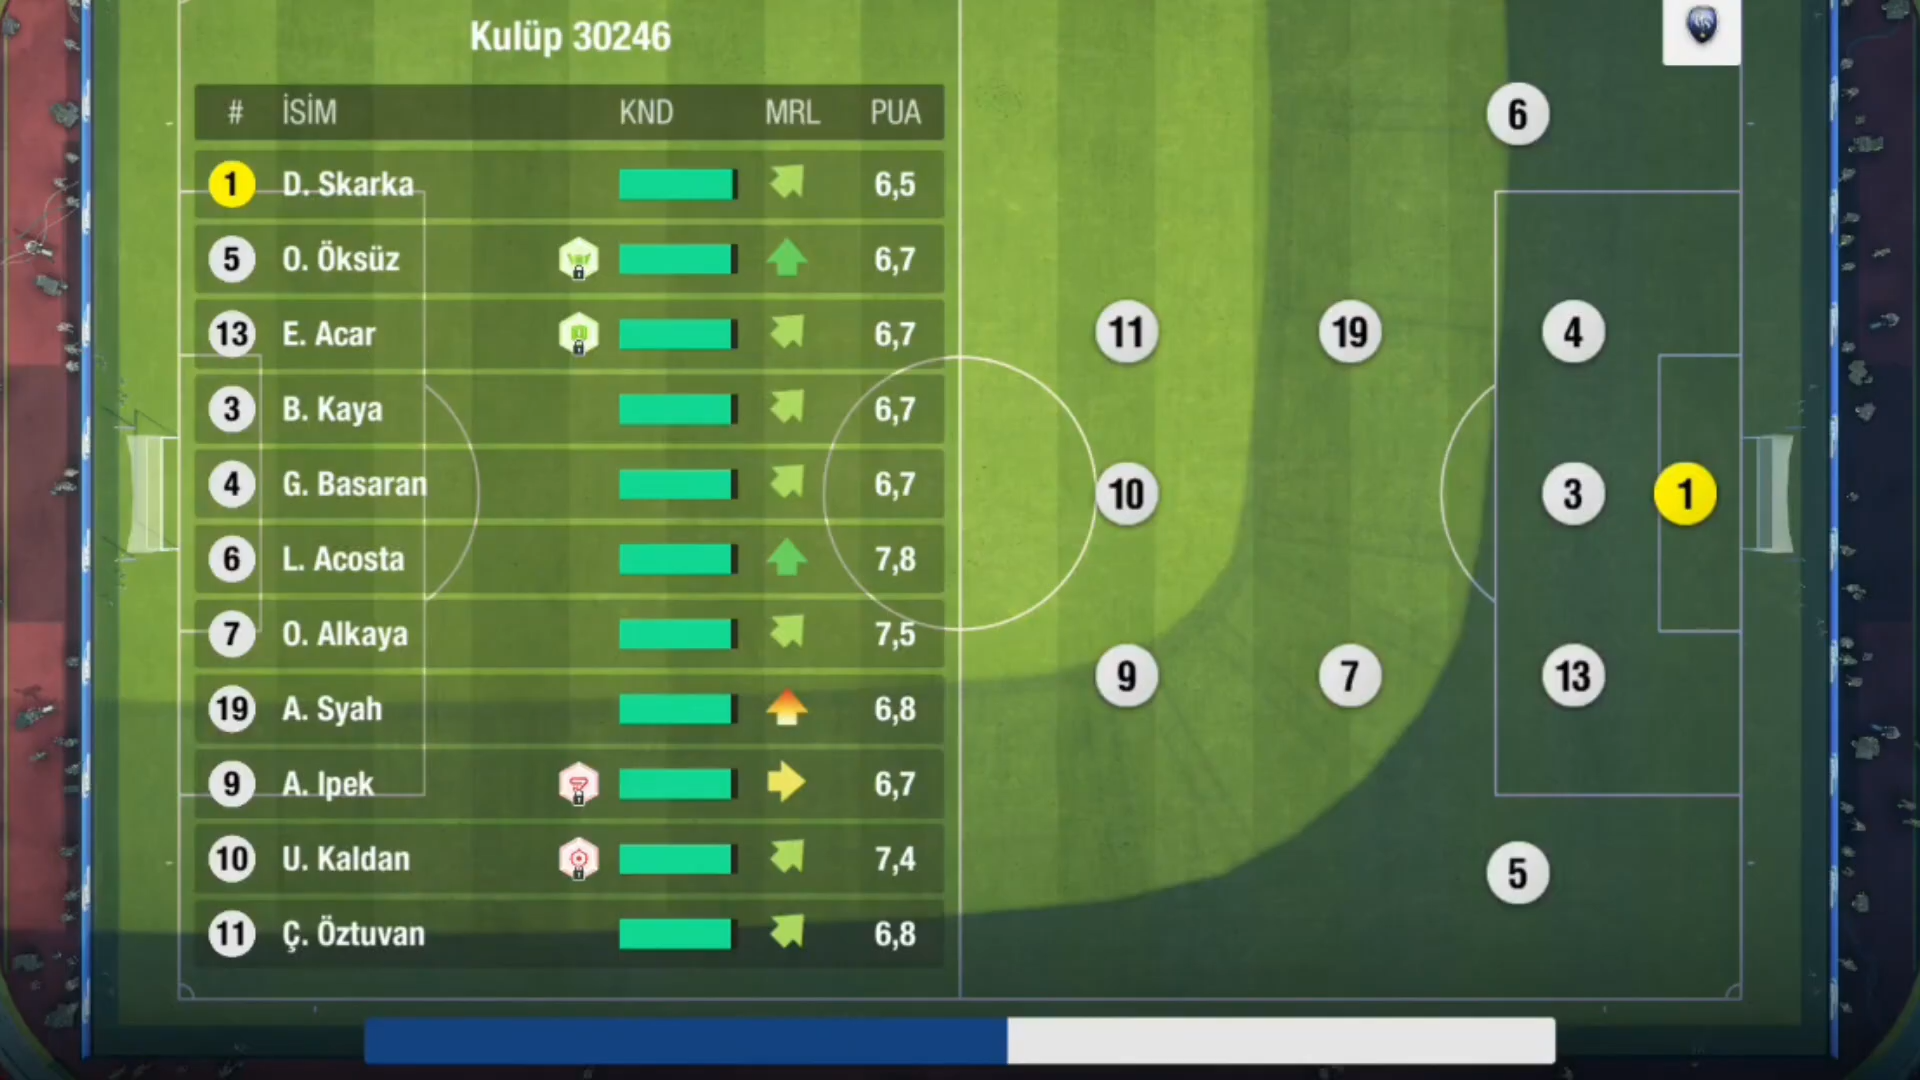 Kulüp 30246
# İSİM KND MRL PUA
1 D. Skarka 6,5
5 O. Öksüz 6,7
13 E. Acar 6,7
3 B. Kaya 6,7
4 G. Basaran 6,7
6 L. Acosta 7,8
7 O. Alkaya 7,5
19 A. Syah 6,8
9 A. Ipek 6,7
10 U. Kaldan 7,4
11 Ç. Öztuvan 6,8
6
11 19 4
10 3 1
9 7 13
5